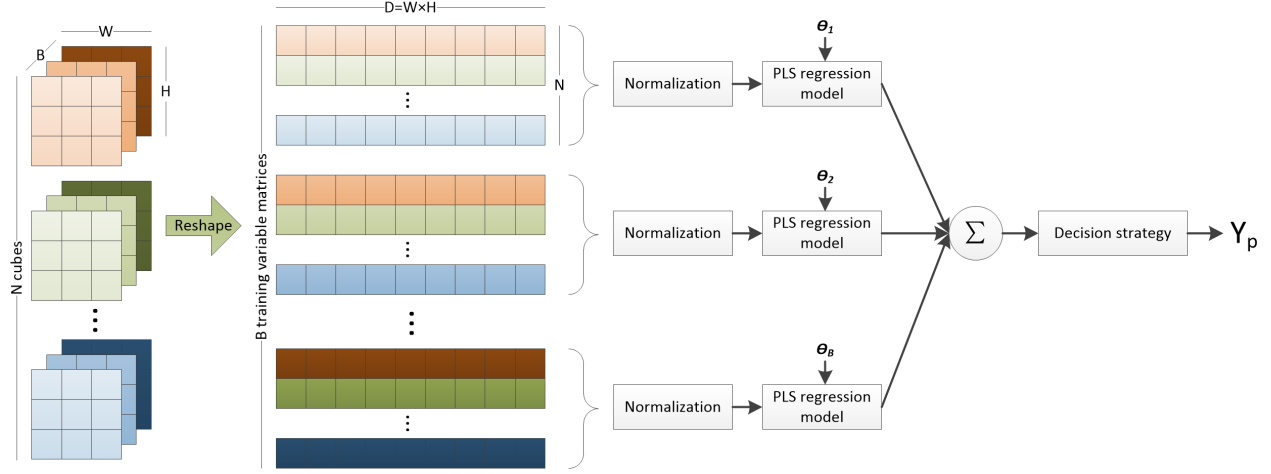 W
B
H
N cubes
Reshape
D=W×H
B training variable matrices
N
Normalization
ϴ1
PLS regression
model
Normalization
ϴ2
PLS regression
model
Normalization
ϴB
PLS regression
model
∑
Decision strategy
Yp